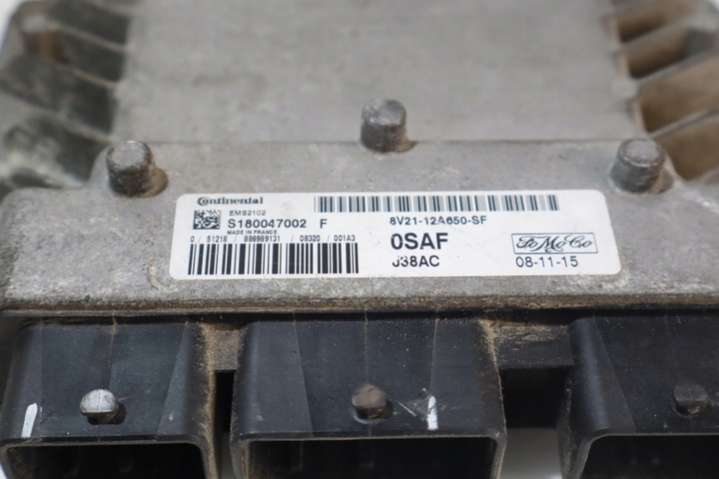 Continental
EMS2102
S180047002 F
MADE IN FRANCE
8V21-12A650-SF
0SAF
J38AC
FoMoCo
08-11-15